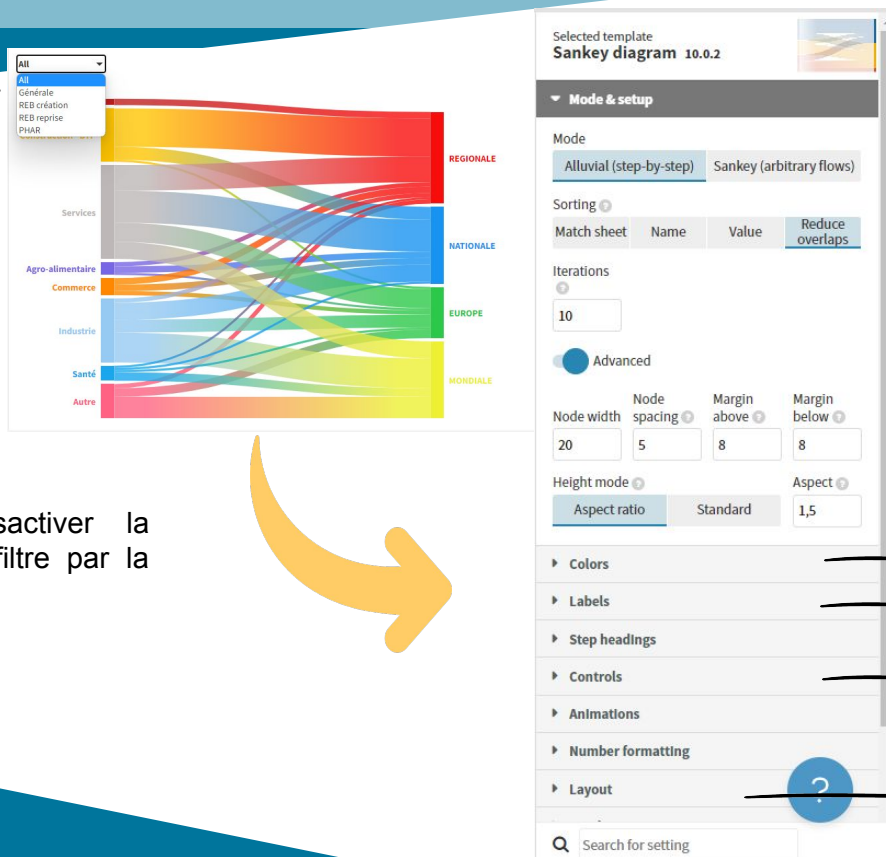 All
All
Générale
REB création
REB reprise
PHAR
Services
Agro-alimentaire
Commerce
Industrie
Santé
Autre
REGIONALE
NATIONALE
EUROPE
MONDIALE
sactiver la
filtre par la
Selected template
Sankey diagram 10.0.2
Mode & setup
Mode
Alluvial (step-by-step) Sankey (arbitrary flows)
Sorting ?
Match sheet Name Value Reduce overlaps
Iterations
?
10
Advanced
Node width Node spacing ? Margin above ? Margin below ?
20 5 8 8
Height mode ? Aspect ?
Aspect ratio Standard 1,5
Colors
Labels
Step headings
Controls
Animations
Number formatting
Layout
?
Search for setting